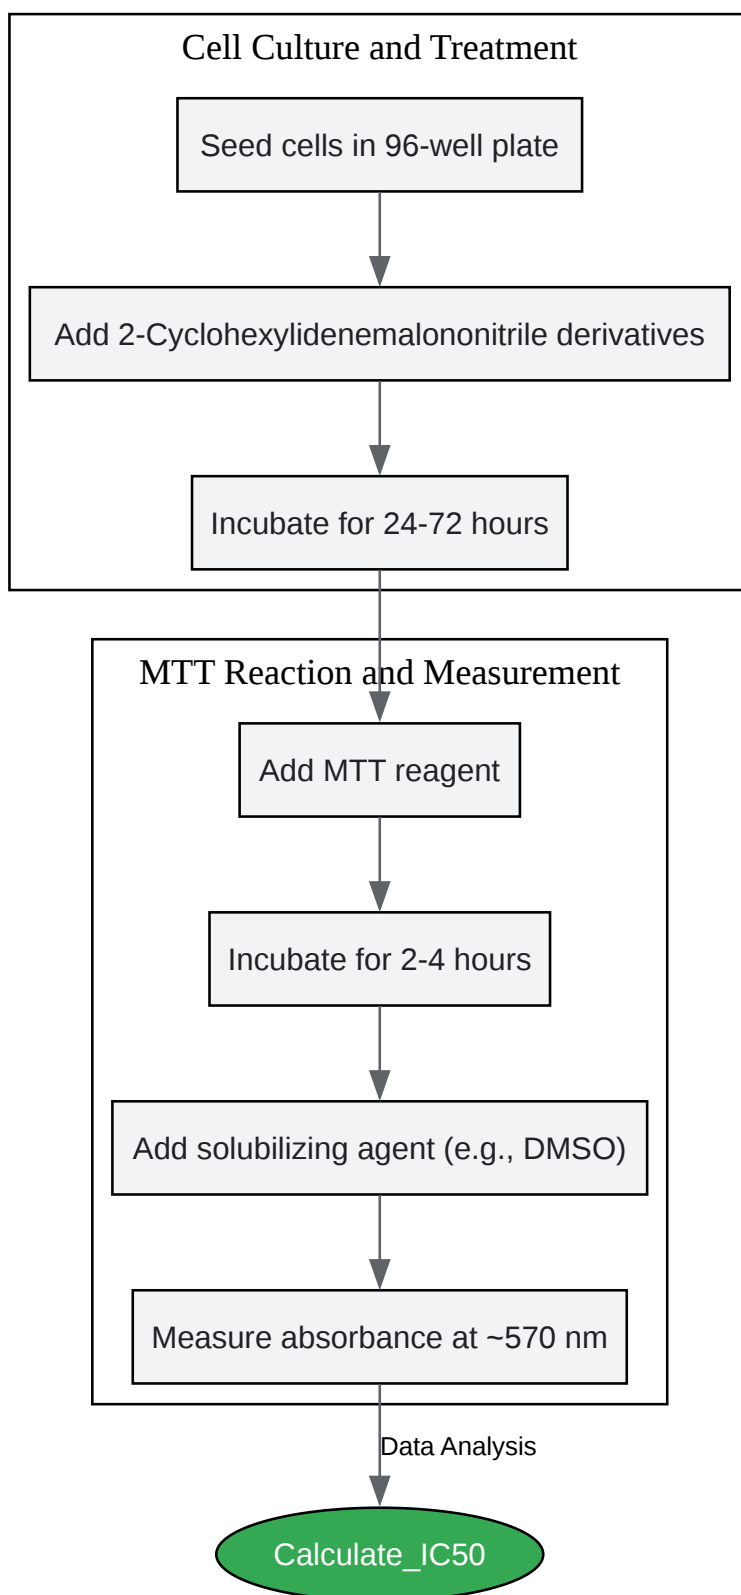 Cell Culture and Treatment
Seed cells in 96-well plate
Add 2-Cyclohexylidenemalononitrile derivatives
Incubate for 24-72 hours
MTT Reaction and Measurement
Add MTT reagent
Incubate for 2-4 hours
Add solubilizing agent (e.g., DMSO)
Measure absorbance at ~570 nm
Data Analysis
Calculate_IC50